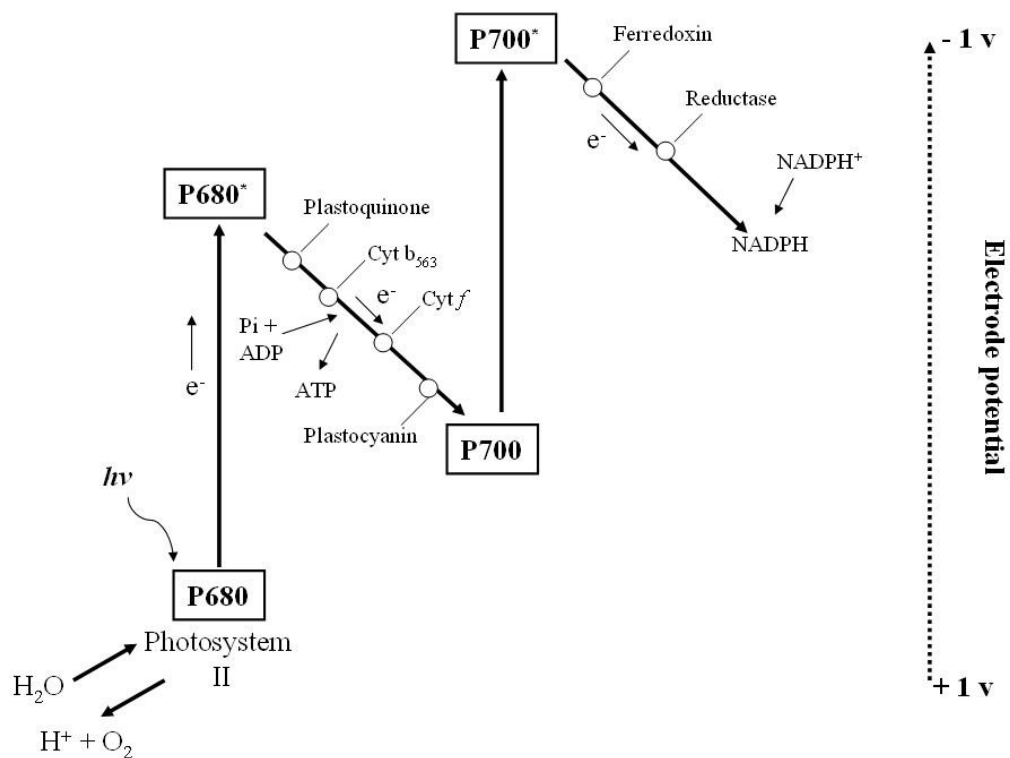 P700*
Ferredoxin
- 1 v
Reductase
e-
NADPH+
P680*
Plastoquinone
NADPH
Cyt b563
e-
Cyt f
Pi +
ADP
ATP
e-
Plastocyanin
P700
Electrode potential
hv
P680
Photosystem
II
H2O
+ 1 v
H+ + O2